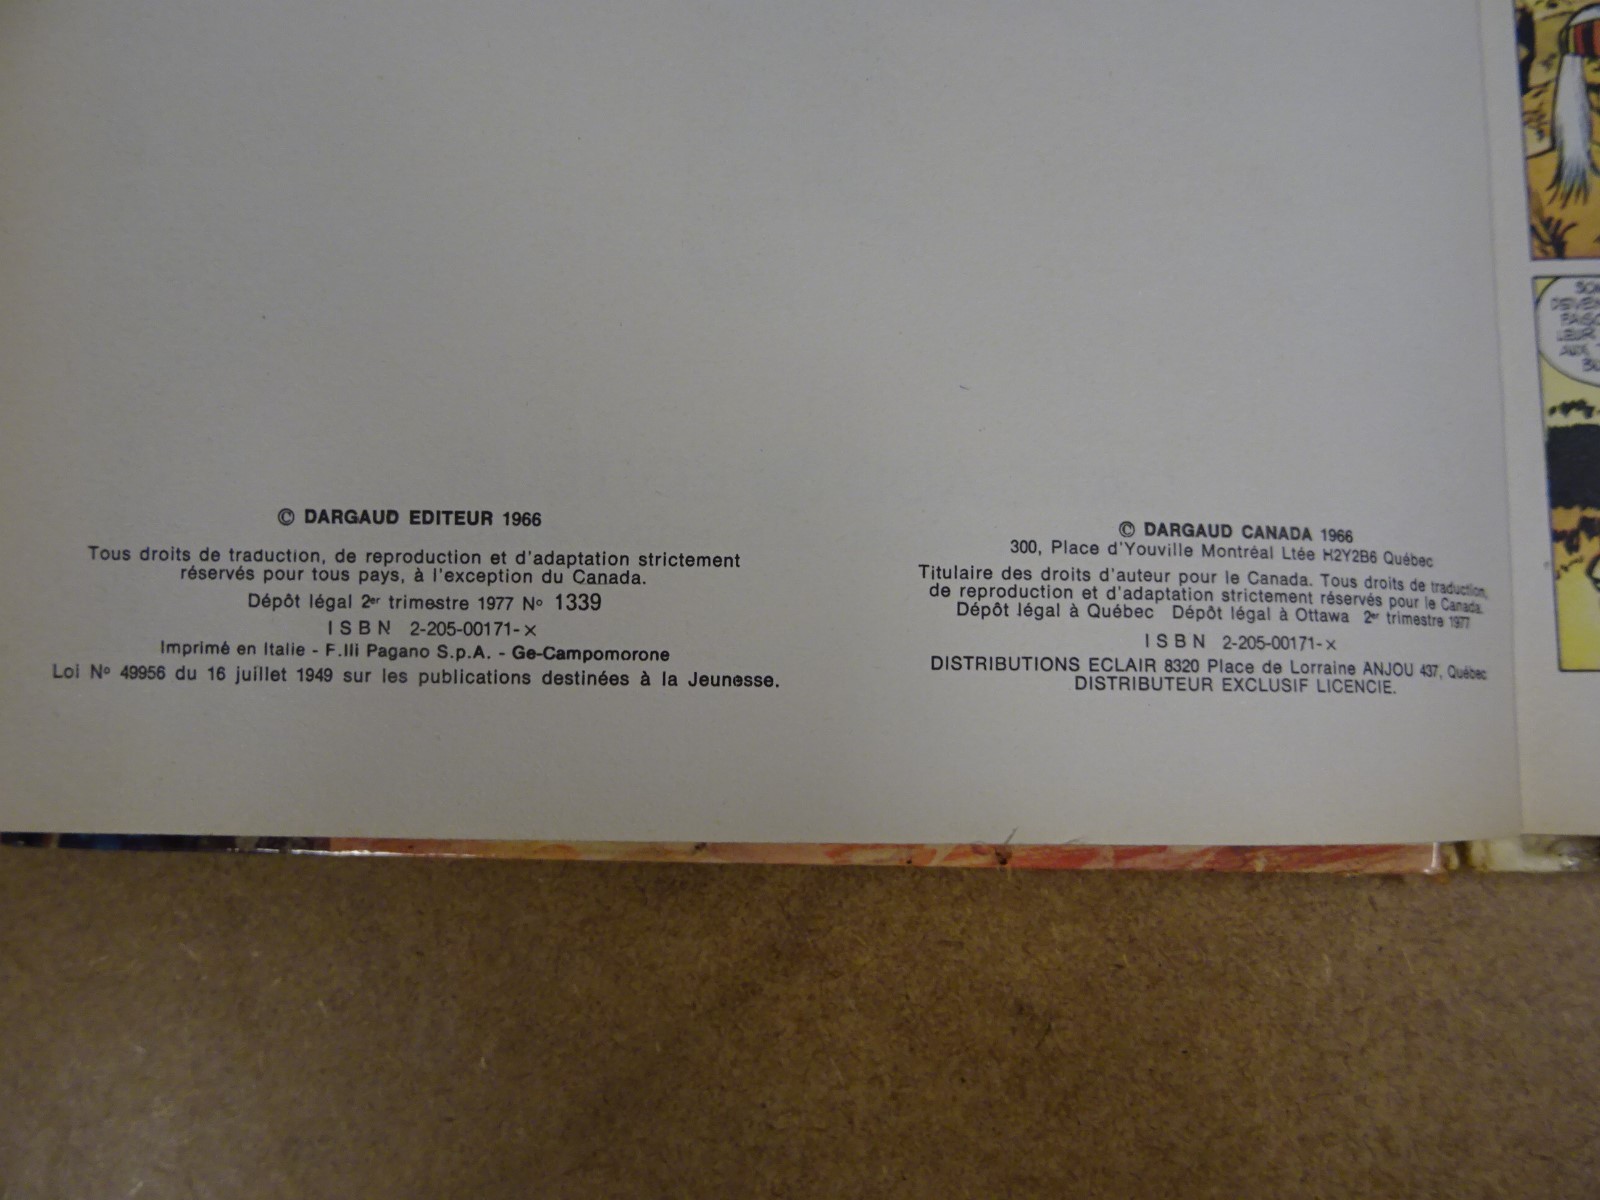 © DARGAUD EDITEUR 1966
Tous droits de traduction, de reproduction et d'adaptation strictement
réservés pour tous pays, à l'exception du Canada.
Dépôt légal 2er trimestre 1977 No 1339
ISBN 2-205-00171-x
Imprimé en Italie - F.lli Pagano S.p.A. - Ge-Campomorone
Loi No 49956 du 16 juillet 1949 sur les publications destinées à la Jeunesse.
© DARGAUD CANADA 1966
300, Place d'Youville Montréal Ltée H2Y2B6 Québec
Titulaire des droits d'auteur pour le Canada. Tous droits de traduction,
de reproduction et d'adaptation strictement réservés pour le Canada.
Dépôt légal à Québec Dépôt légal à Ottawa 2er trimestre 1977
ISBN 2-205-00171-x
DISTRIBUTIONS ECLAIR 8320 Place de Lorraine ANJOU 437, Québec
DISTRIBUTEUR EXCLUSIF LICENCIE.
LEUR
AUX